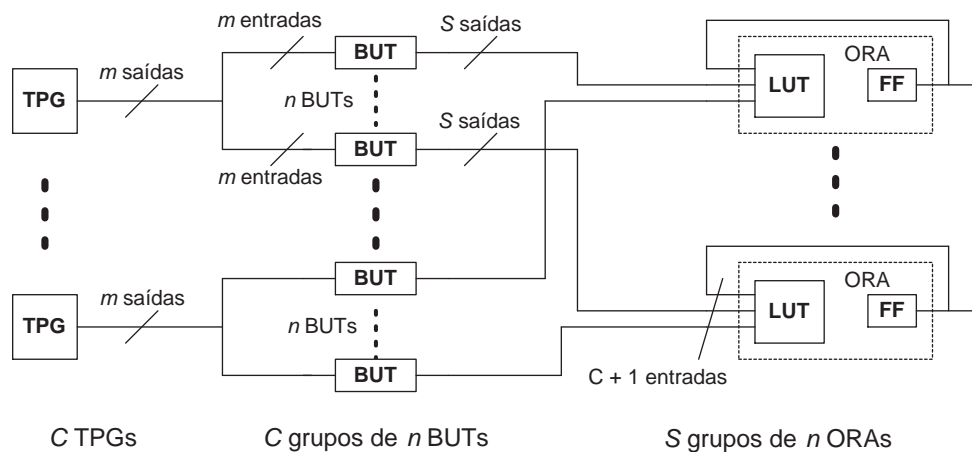 m entradas
BUT
S saídas
ORA
LUT
FF
m saídas
TPG
n BUTs
S saídas
BUT
m entradas
BUT
ORA
LUT
FF
m saídas
TPG
n BUTs
BUT
C + 1 entradas
C TPGs
C grupos de n BUTs
S grupos de n ORAs